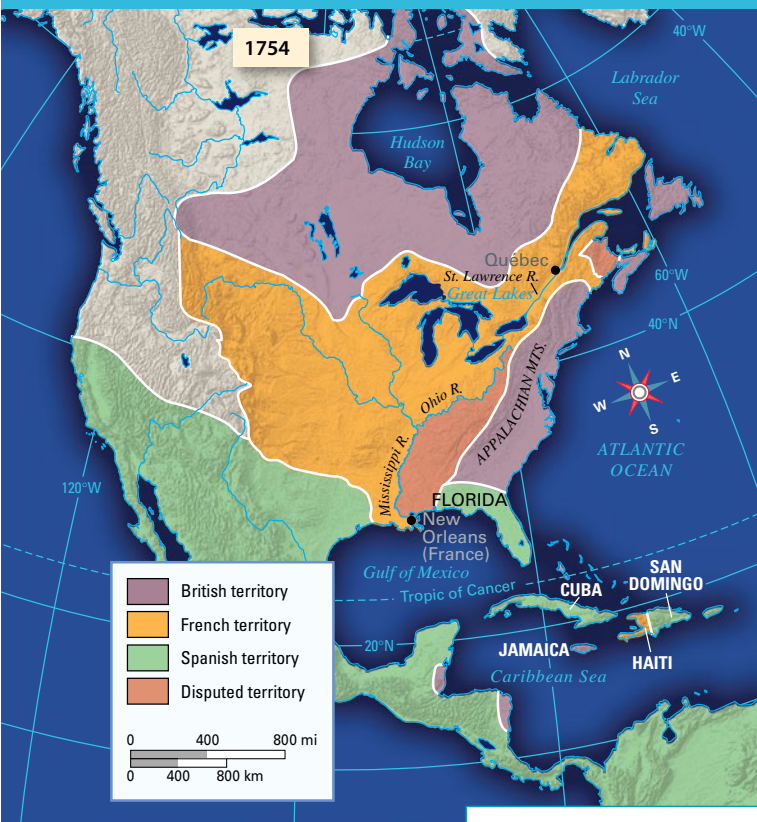 1754
40°W
Labrador
Sea
Hudson
Bay
Québec
St. Lawrence R.
Great Lakes
60°W
40°N
N
E
W
S
APPALACHIAN MTS.
Ohio R.
Mississippi R.
ATLANTIC
OCEAN
120°W
FLORIDA
New
Orleans
(France)
Gulf of Mexico
Tropic of Cancer
CUBA
SAN
DOMINGO
20°N
JAMAICA
HAITI
Caribbean Sea
British territory
French territory
Spanish territory
Disputed territory
0 400 800 mi
0 400 800 km